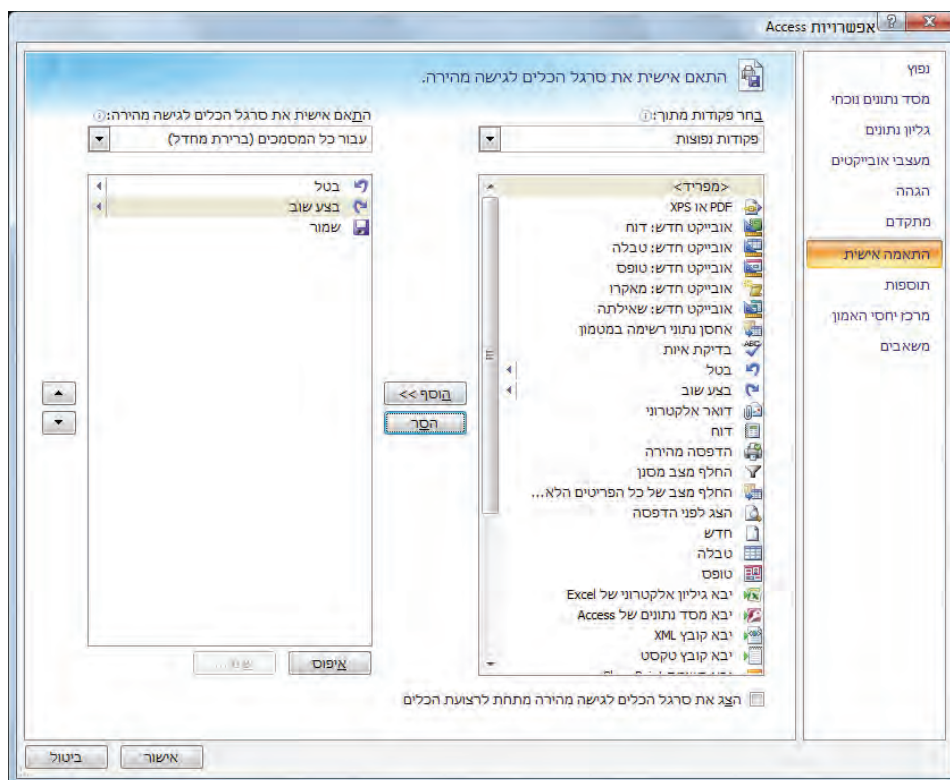 אפשרויות Access
נפוץ
מסד נתונים נוכחי
גליון נתונים
מעצבי אובייקטים
הגהה
מתקדם
התאמה אישית
תוספות
מרכז יחסי האמון
משאבים
התאם אישית את סרגל הכלים לגישה מהירה.
בחר פקודות מתוך:
פקודות נפוצות
<מפריד>
PDF או XPS
אובייקט חדש: דוח
אובייקט חדש: טבלה
אובייקט חדש: טופס
אובייקט חדש: מאקרו
אובייקט חדש: שאילתה
אחסן נתוני רשימה במטמון
בדיקת איות
בטל
בצע שוב
דואר אלקטרוני
דוח
הדפסה מהירה
החלף מצב מסנן
החלף מצב של כל הפריטים הלא...
הצג לפני הדפסה
חדש
טבלה
טופס
יבא גיליון אלקטרוני של Excel
יבא מסד נתונים של Access
יבא קובץ XML
יבא קובץ טקסט
הוסף >>
הסר
התאם אישית את סרגל הכלים לגישה מהירה:
עבור כל המסמכים (ברירת מחדל)
בטל
בצע שוב
שמור
איפוס
הצג את סרגל הכלים לגישה מהירה מתחת לרצועת הכלים
אישור
ביטול